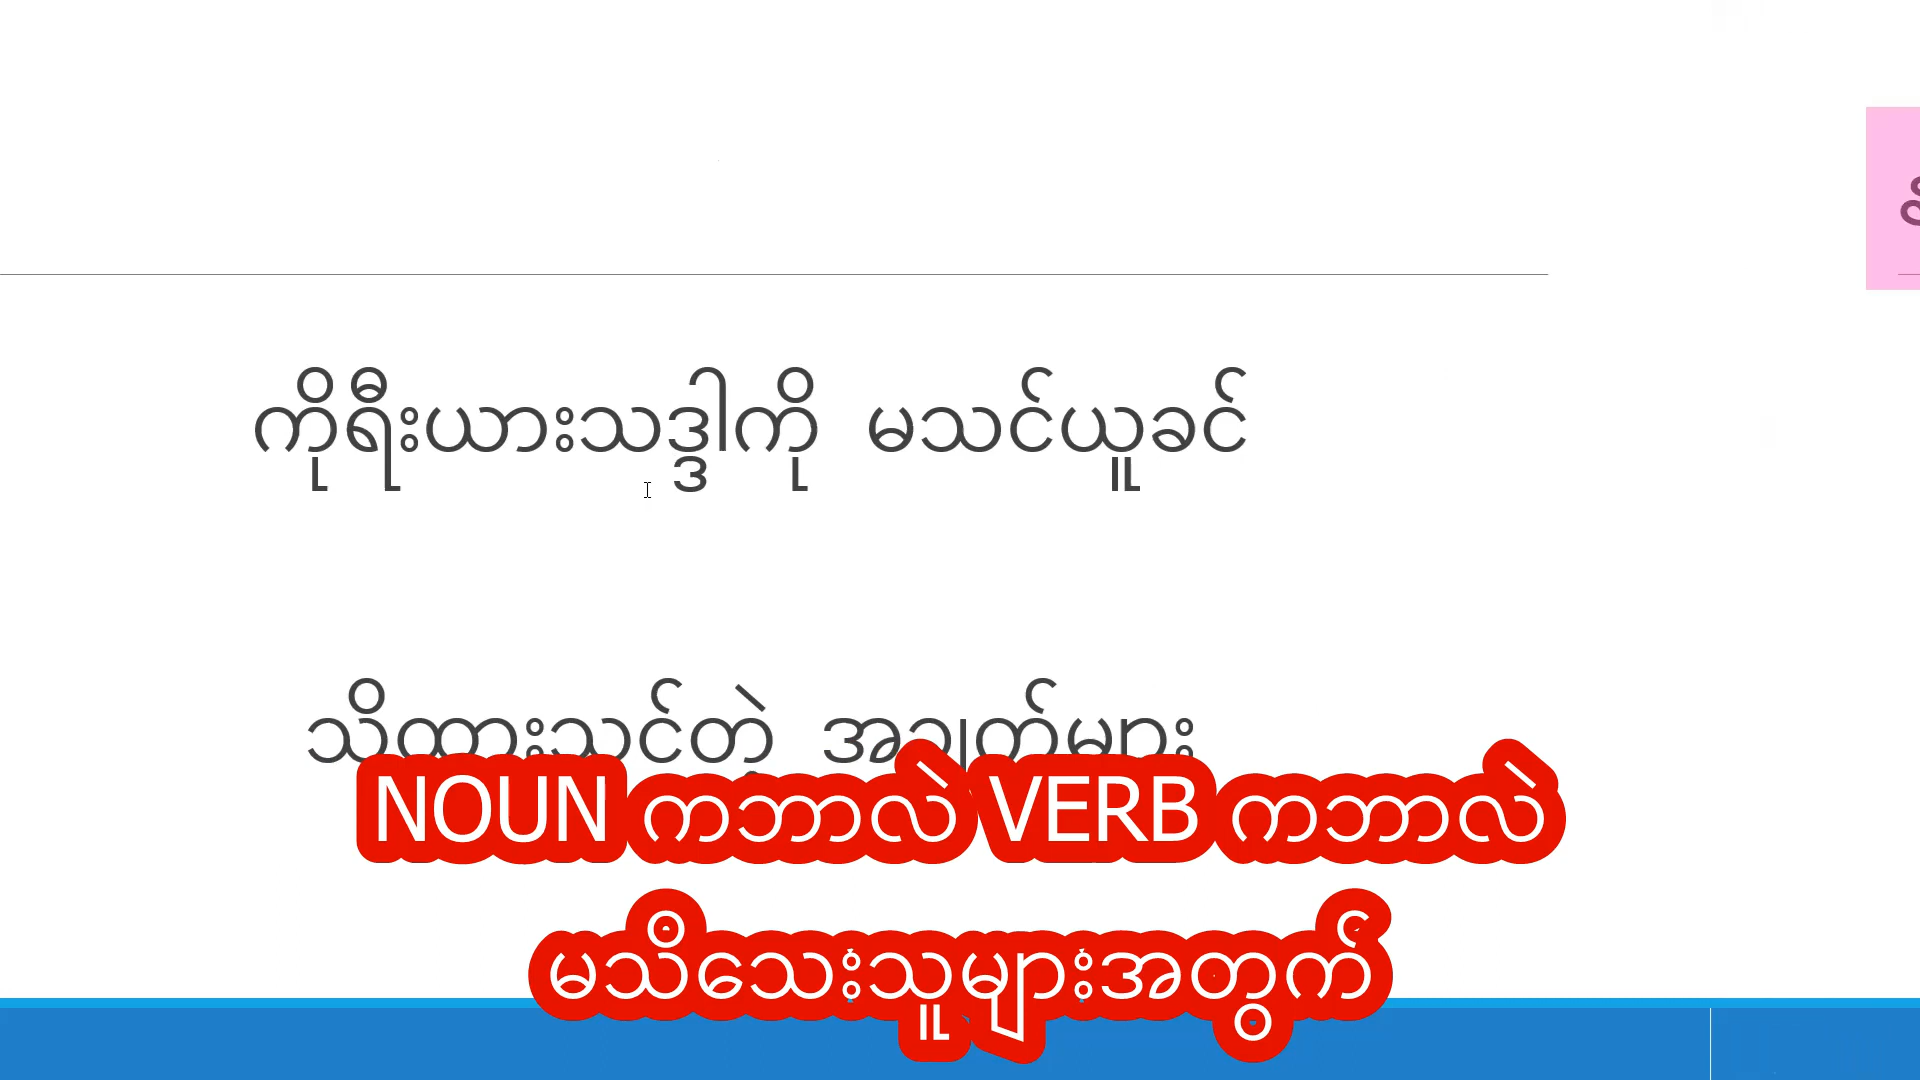 ကိုရီးယားသဒ္ဒါကို မသင်ယူခင်
သိထားသင့်တဲ့ အချက်များ
NOUN ကဘာလဲ VERB ကဘာလဲ
မသိသေးသူများအတွက်